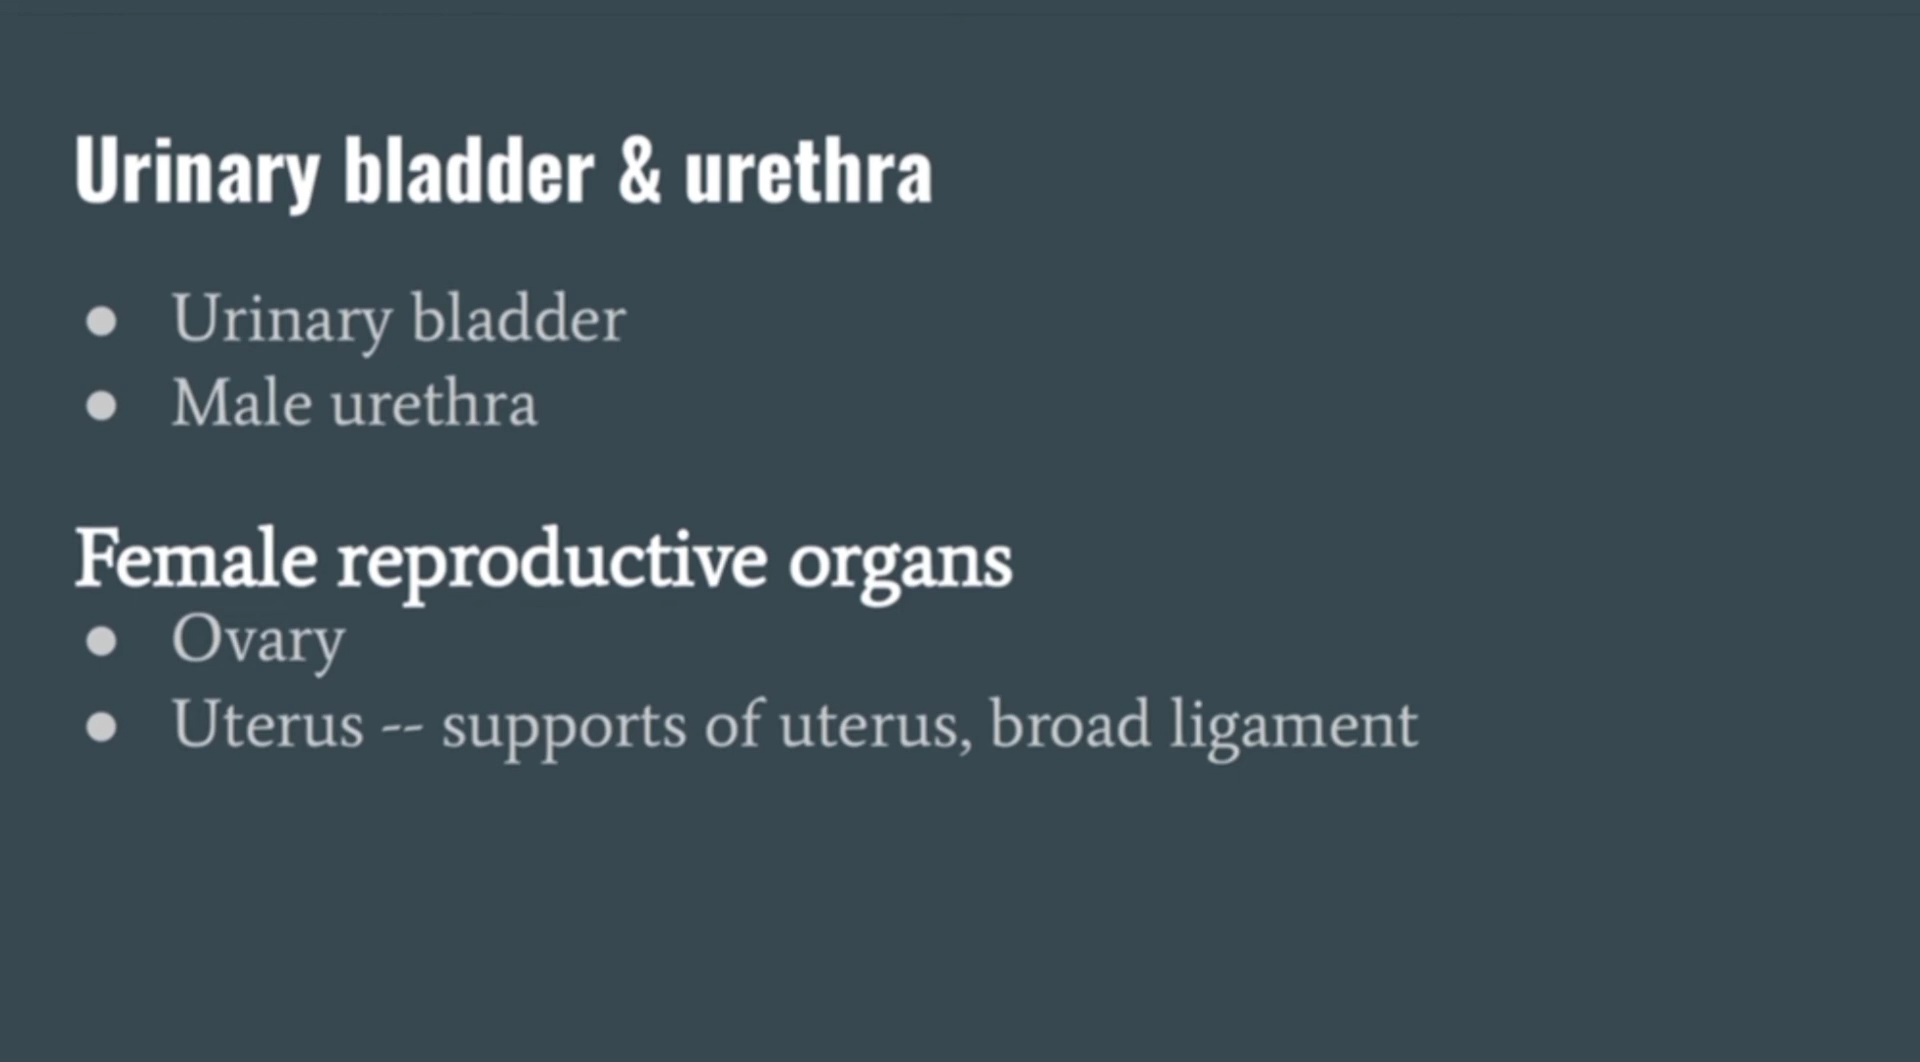 Urinary bladder & urethra
● Urinary bladder
● Male urethra
Female reproductive organs
● Ovary
● Uterus -- supports of uterus, broad ligament